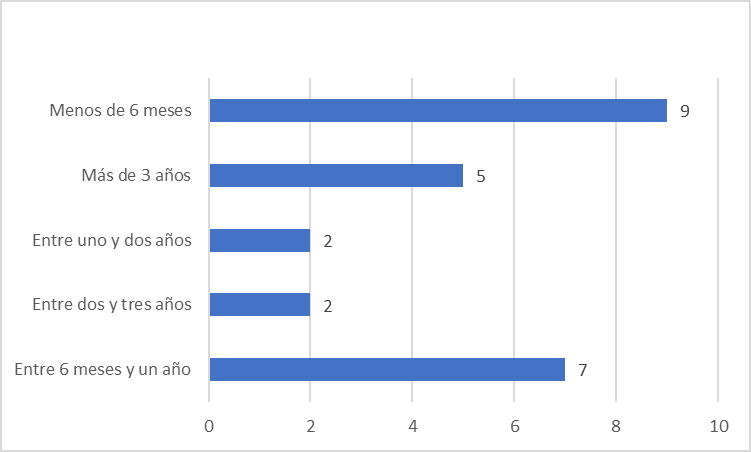 Menos de 6 meses 9
Más de 3 años 5
Entre uno y dos años 2
Entre dos y tres años 2
Entre 6 meses y un año 7
0 2 4 6 8 10